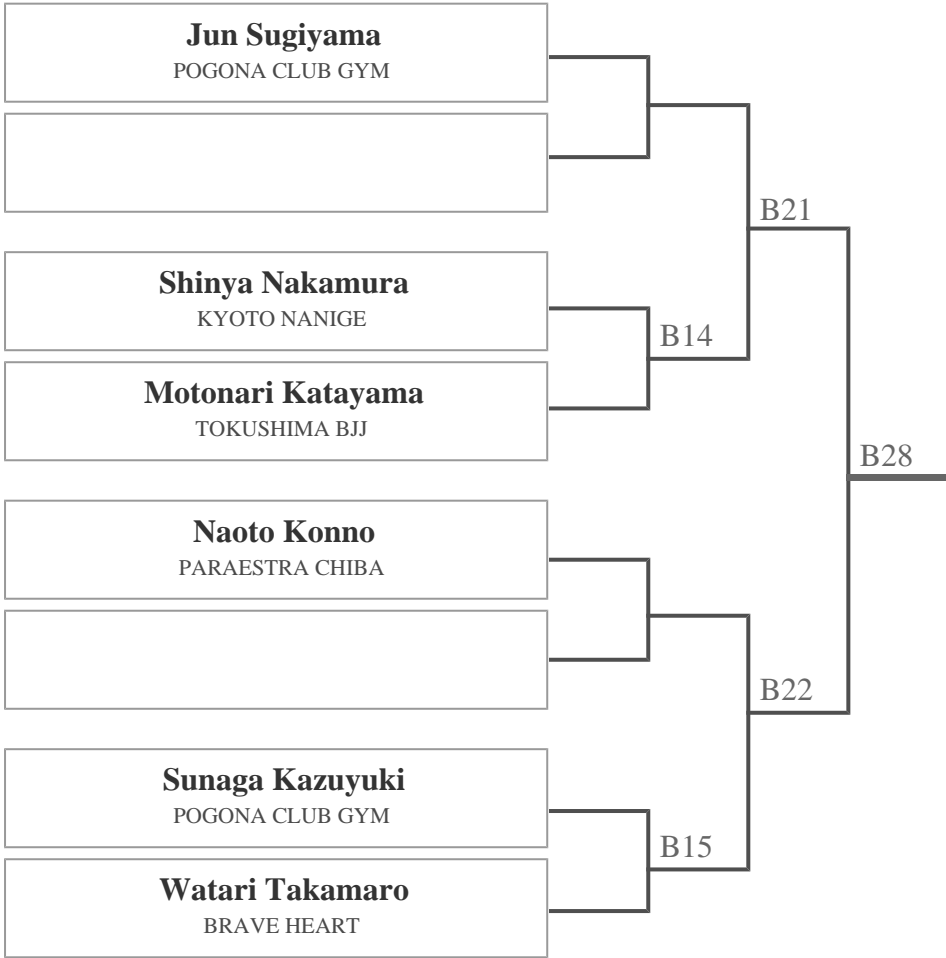 Jun Sugiyama
POGONA CLUB GYM
B21
Shinya Nakamura
KYOTO NANIGE
B14
Motonari Katayama
TOKUSHIMA BJJ
B28
Naoto Konno
PARAESTRA CHIBA
B22
Sunaga Kazuyuki
POGONA CLUB GYM
B15
Watari Takamaro
BRAVE HEART